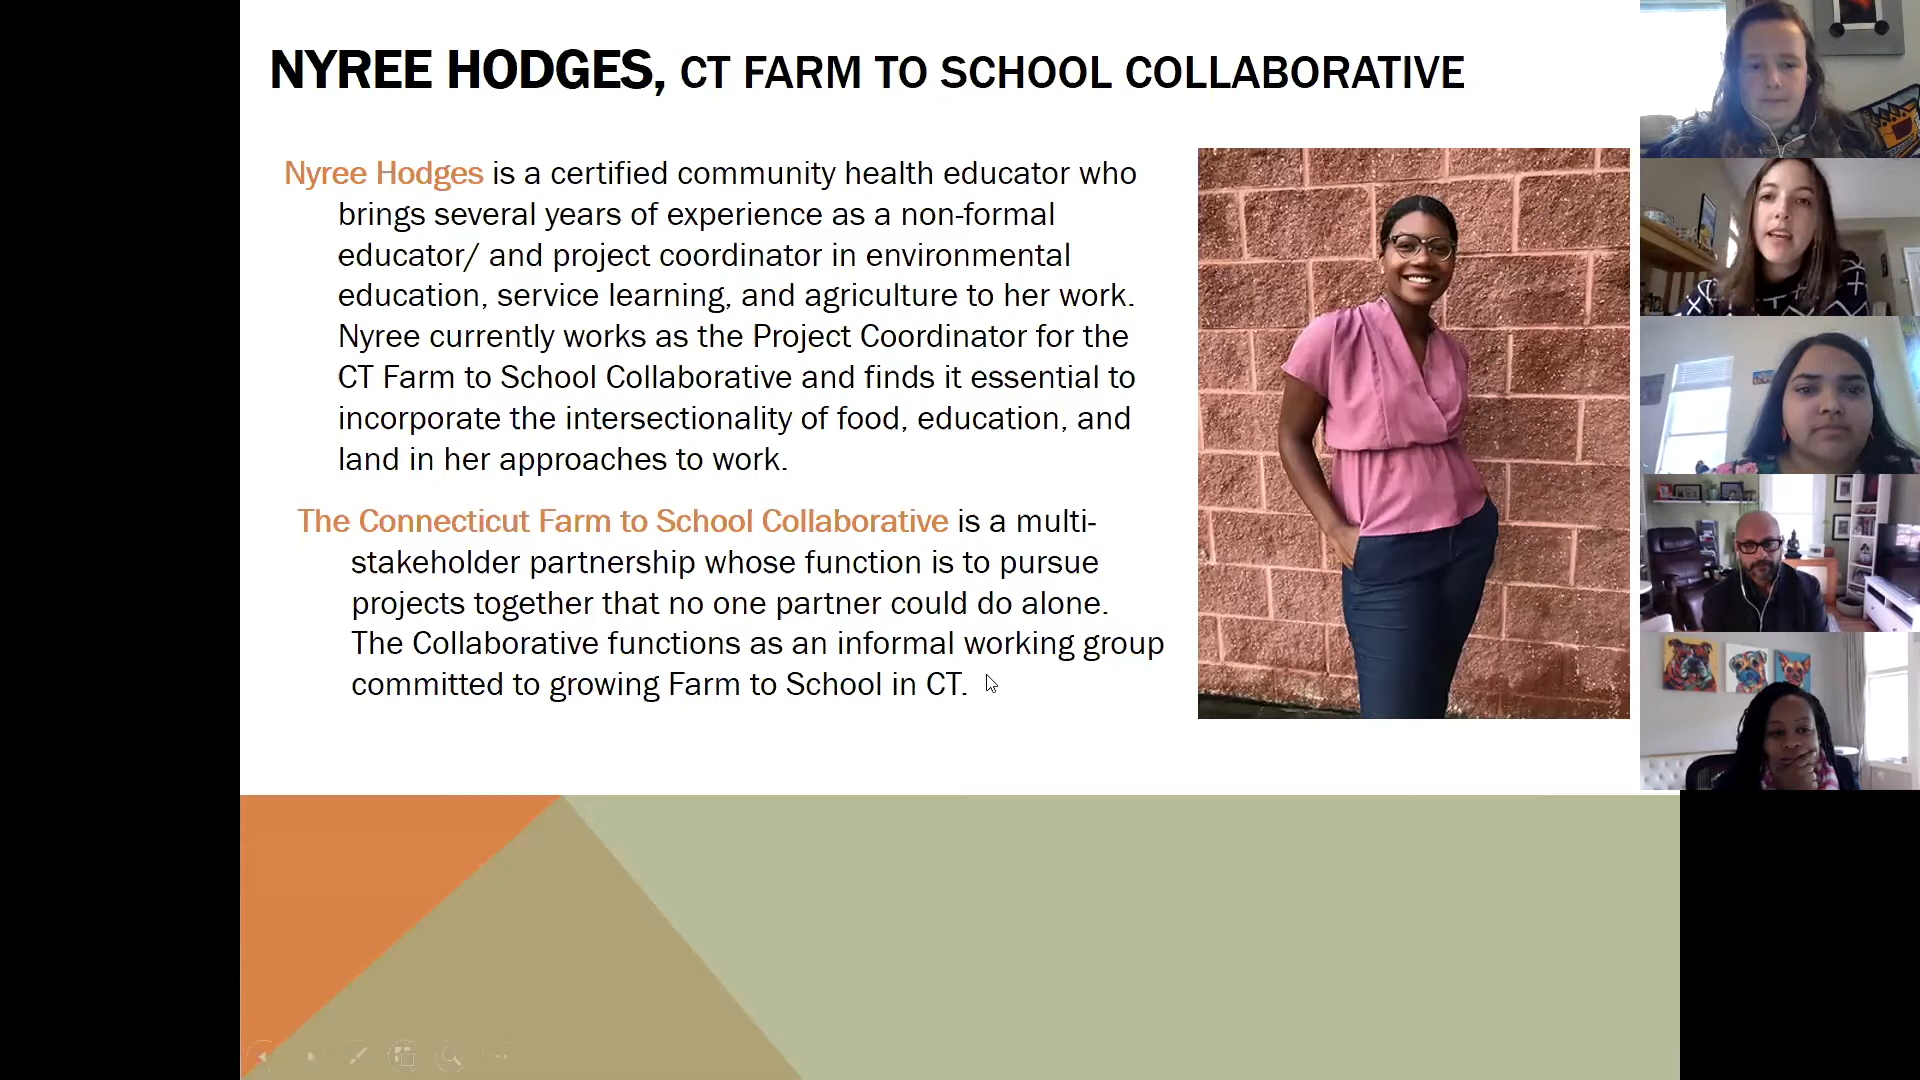 NYREE HODGES, CT FARM TO SCHOOL COLLABORATIVE
Nyree Hodges is a certified community health educator who
brings several years of experience as a non-formal
educator/ and project coordinator in environmental
education, service learning, and agriculture to her work.
Nyree currently works as the Project Coordinator for the
CT Farm to School Collaborative and finds it essential to
incorporate the intersectionality of food, education, and
land in her approaches to work.
The Connecticut Farm to School Collaborative is a multi-
stakeholder partnership whose function is to pursue
projects together that no one partner could do alone.
The Collaborative functions as an informal working group
committed to growing Farm to School in CT.